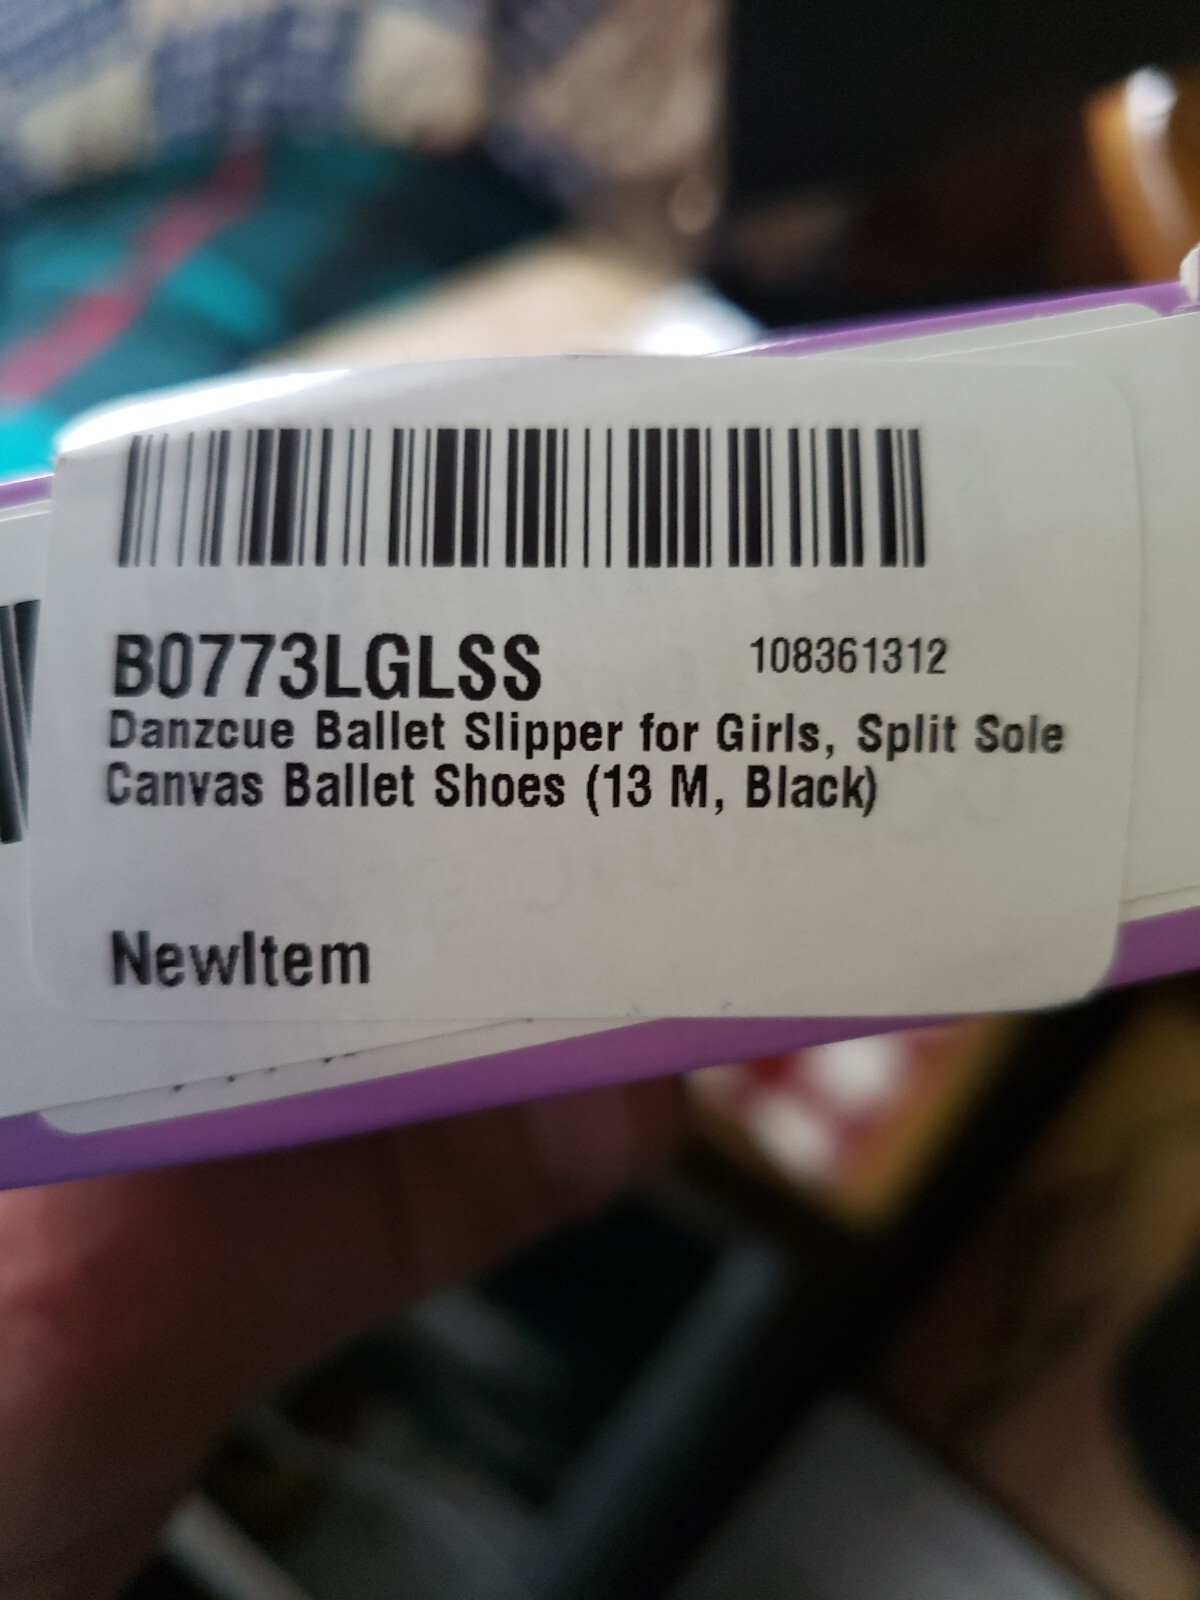 B0773LGLSS 108361312
Danzcue Ballet Slipper for Girls, Split Sole
Canvas Ballet Shoes (13 M, Black)
NewItem